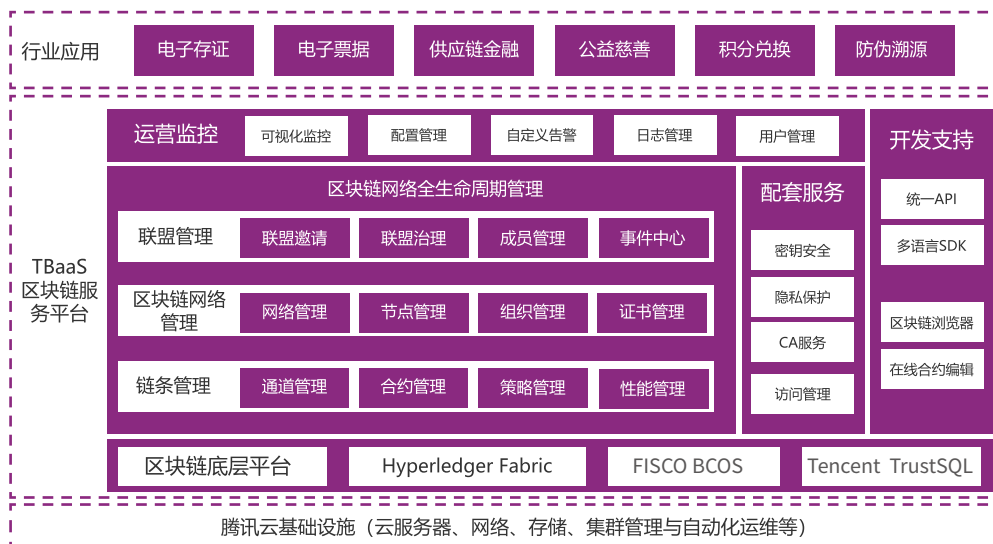 行业应用
电子存证
电子票据
供应链金融
公益慈善
积分兑换
防伪溯源
TBaaS
区块链服
务平台
运营监控
可视化监控
配置管理
自定义告警
日志管理
用户管理
区块链网络全生命周期管理
联盟管理
联盟邀请
联盟治理
成员管理
事件中心
区块链网络
管理
网络管理
节点管理
组织管理
证书管理
链条管理
通道管理
合约管理
策略管理
性能管理
配套服务
密钥安全
隐私保护
CA服务
访问管理
开发支持
统一API
多语言SDK
区块链浏览器
在线合约编辑
区块链底层平台
Hyperledger Fabric
FISCO BCOS
Tencent TrustSQL
腾讯云基础设施（云服务器、网络、存储、集群管理与自动化运维等）